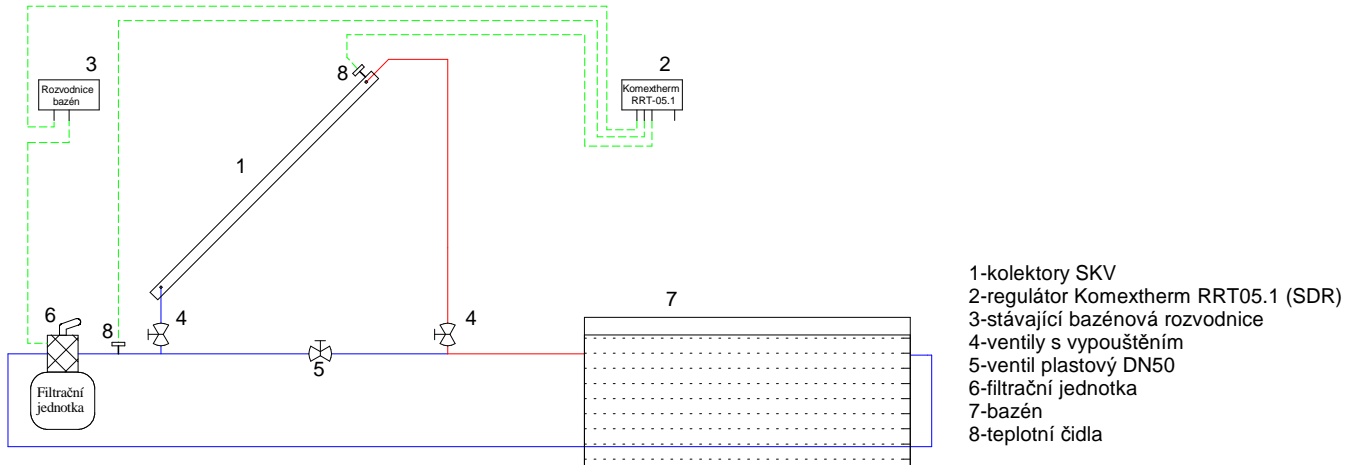 3
Rozvodnice
bazén
8
2
Komextherm
RRT-05.1
1
6
8
4
5
4
7
Filtrační
jednotka
1-kolektory SKV
2-regulátor Komextherm RRT05.1 (SDR)
3-stávající bazénová rozvodnice
4-ventily s vypouštěním
5-ventil plastový DN50
6-filtrační jednotka
7-bazén
8-teplotní čidla